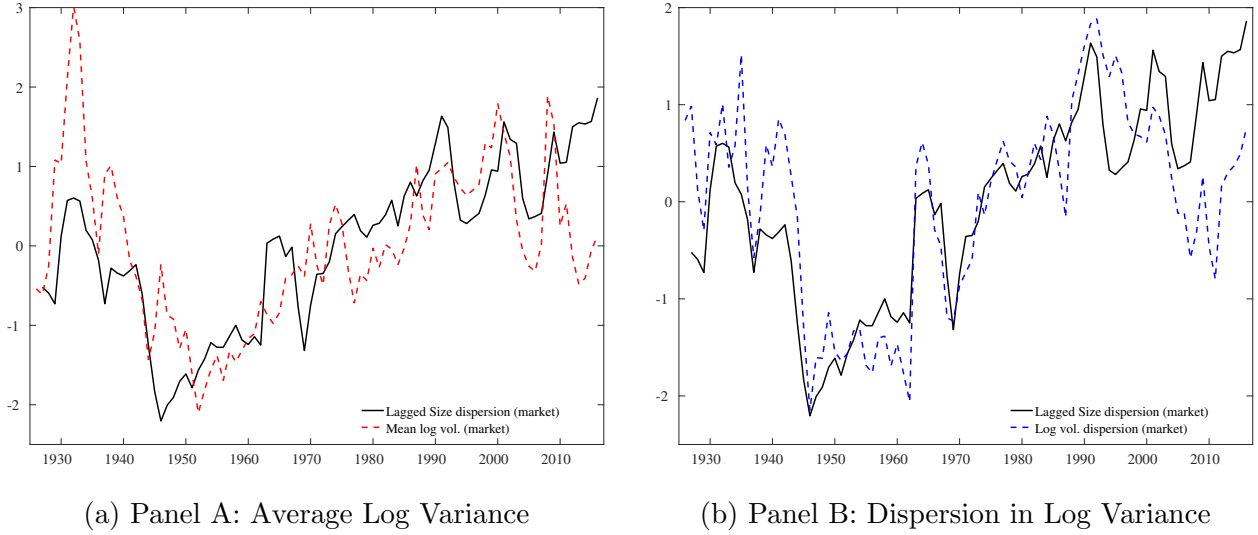 3
2
1
0
-1
-2
Lagged Size dispersion (market)
Mean log vol. (market)
1930 1940 1950 1960 1970 1980 1990 2000 2010
(a) Panel A: Average Log Variance
2
1
0
-1
-2
Lagged Size dispersion (market)
Log vol. dispersion (market)
1930 1940 1950 1960 1970 1980 1990 2000 2010
(b) Panel B: Dispersion in Log Variance